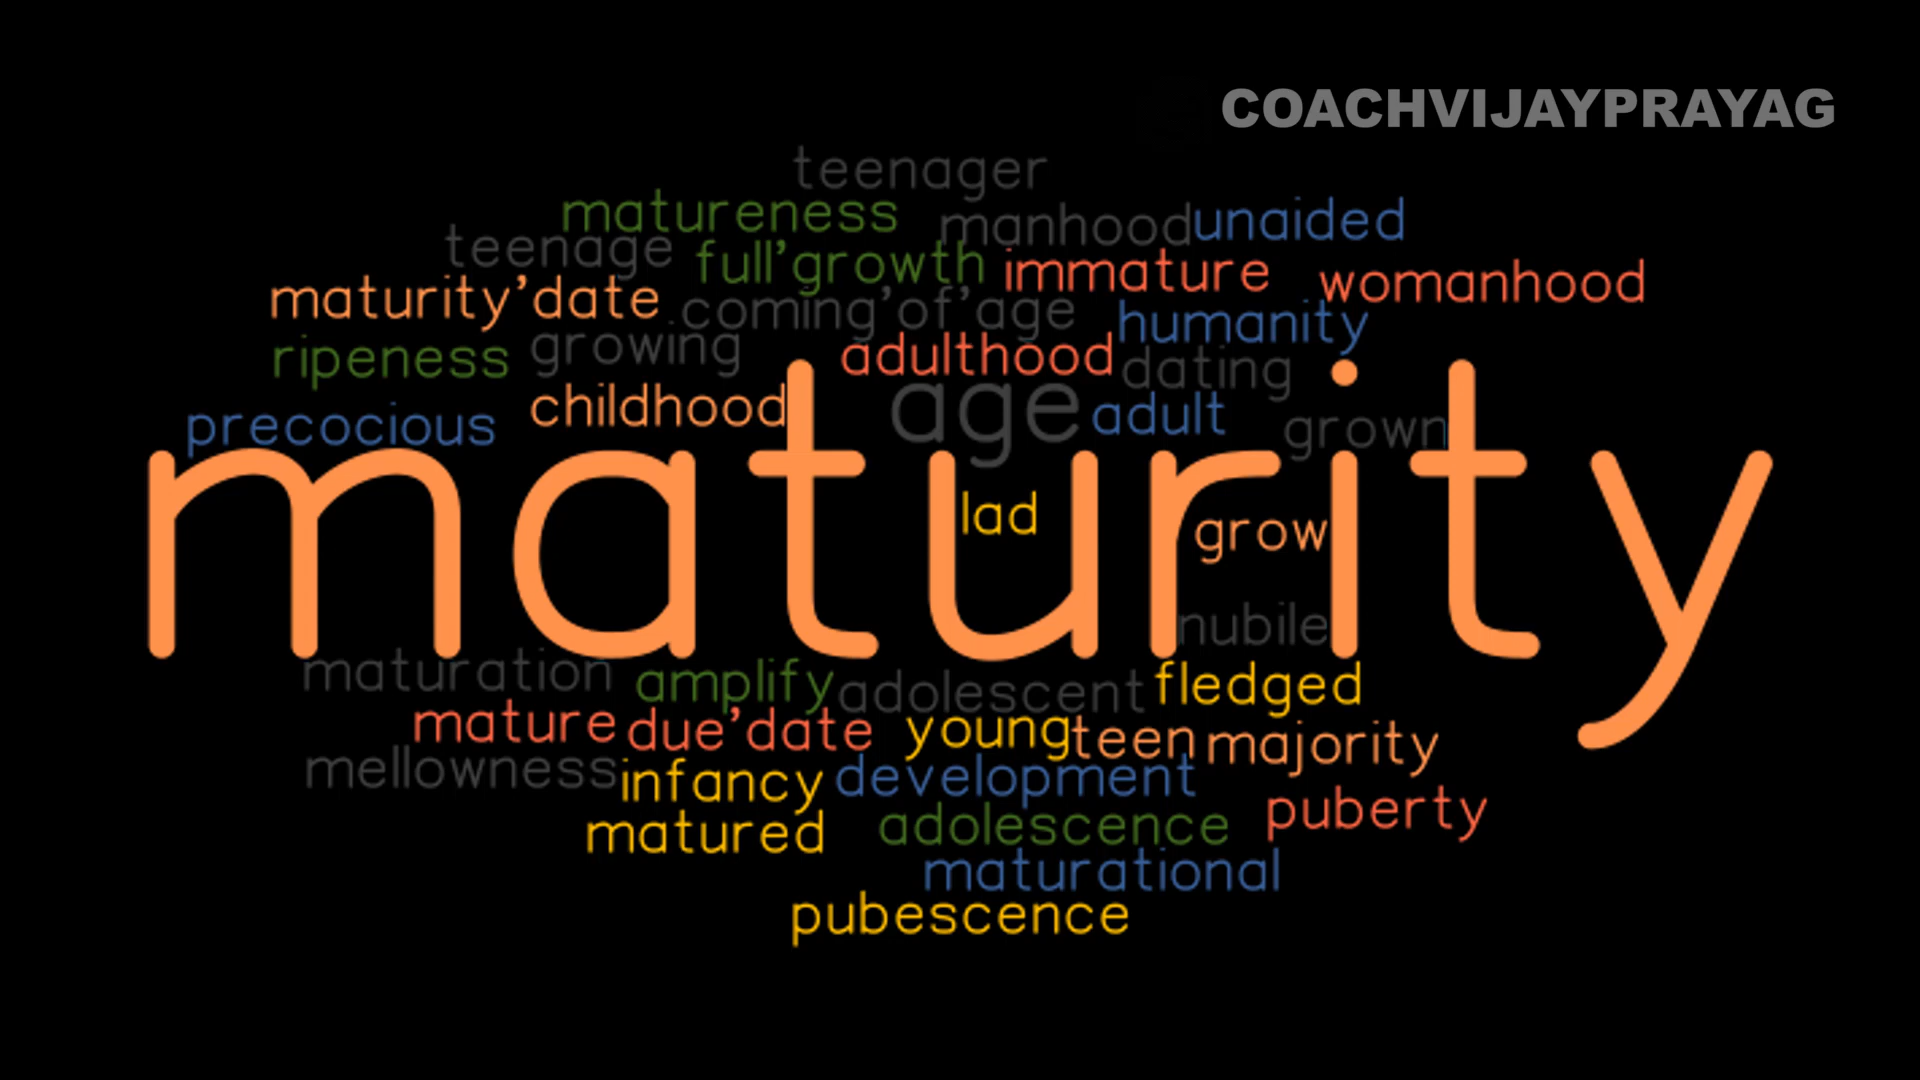 COACHVIJAYPRAYAG
teenager
matureness manhood unaided
teenage full'growth immature womanhood
maturity'date coming'of'age humanity
ripeness growing adulthood dating
precocious childhood age adult grown
maturity
lad grow
nubile
maturation amplify adolescent fledged
mature due'date young teen majority
mellowness infancy development puberty
matured adolescence
maturational
pubescence